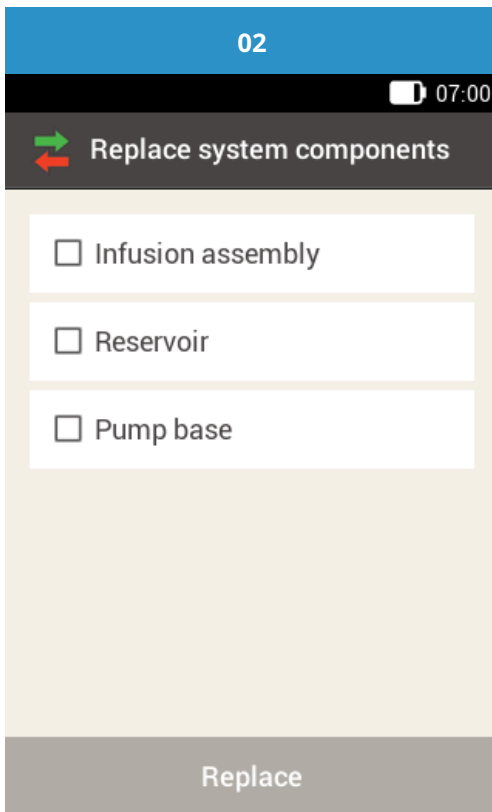 02
07:00
Replace system components
Infusion assembly
Reservoir
Pump base
Replace